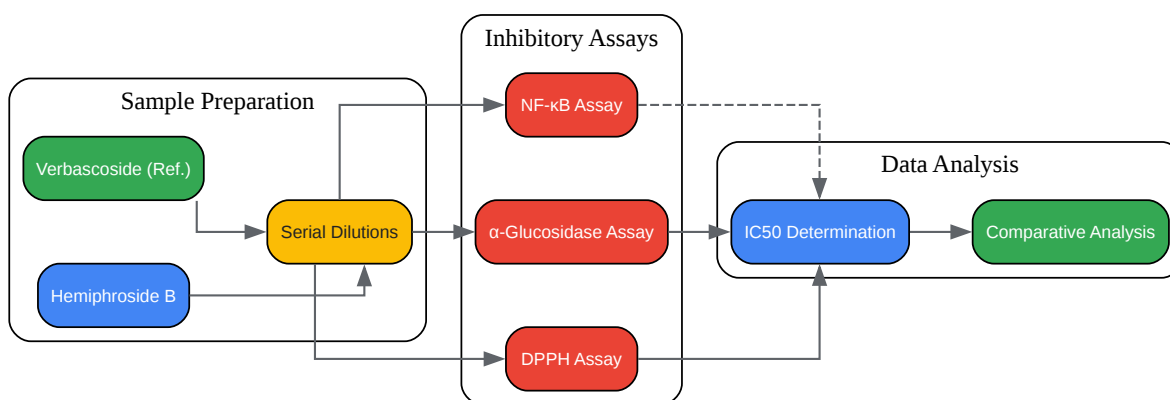 Sample Preparation
Verbascoside (Ref.)
Hemiphroside B
Serial Dilutions
Inhibitory Assays
NF-κB Assay
α-Glucosidase Assay
DPPH Assay
Data Analysis
IC50 Determination
Comparative Analysis